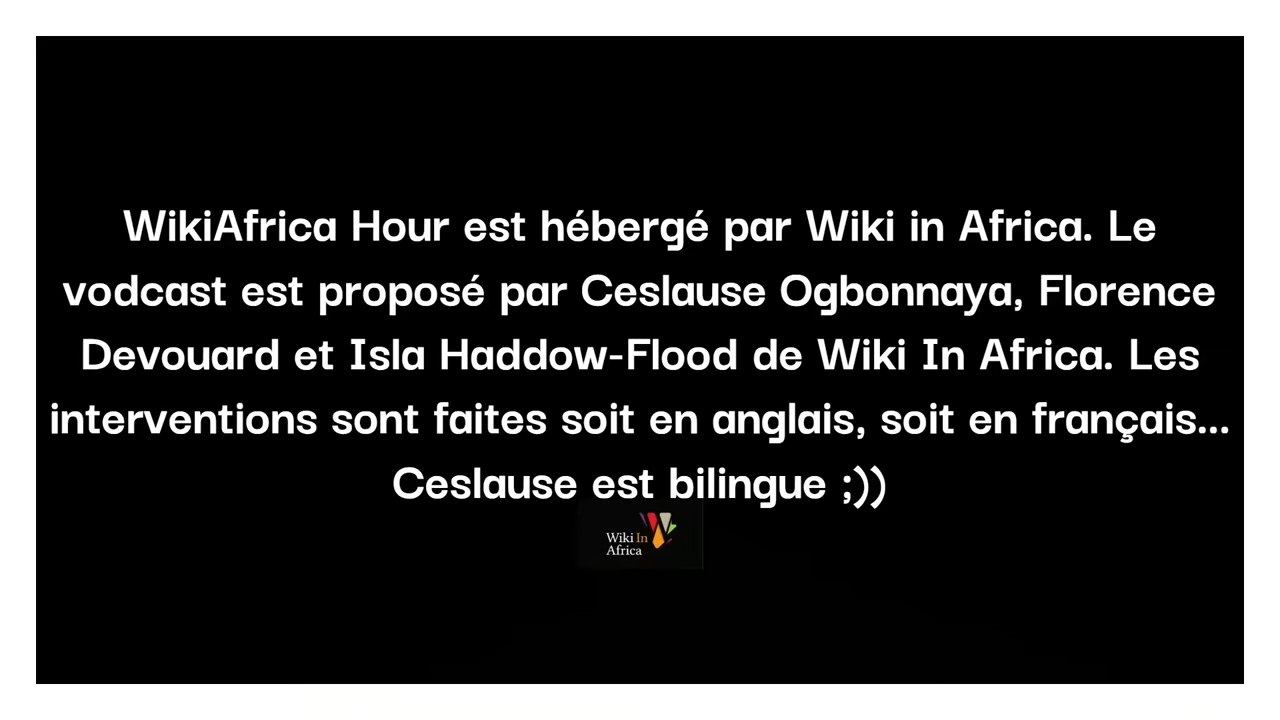 WikiAfrica Hour est hébergé par Wiki in Africa. Le
vodcast est proposé par Ceslause Ogbonnaya, Florence
Devouard et Isla Haddow-Flood de Wiki In Africa. Les
interventions sont faites soit en anglais, soit en français...
Ceslause est bilingue ;))
Wiki In
Africa